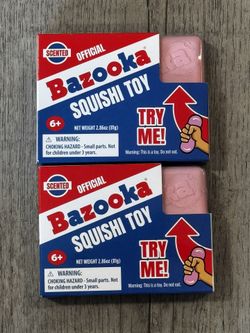 SCENTED
OFFICIAL
Bazooka
SQUISHI TOY
TRY
ME!
6+
NET WEIGHT 2.86oz (81g)
WARNING:
CHOKING HAZARD - Small parts. Not
for children under 3 years.
Warning: This is a toy. Do not eat.
SCENTED
OFFICIAL
Bazooka
SQUISHI TOY
TRY
ME!
6+
NET WEIGHT 2.86oz (81g)
WARNING:
CHOKING HAZARD - Small parts. Not
for children under 3 years.
Warning: This is a toy. Do not eat.